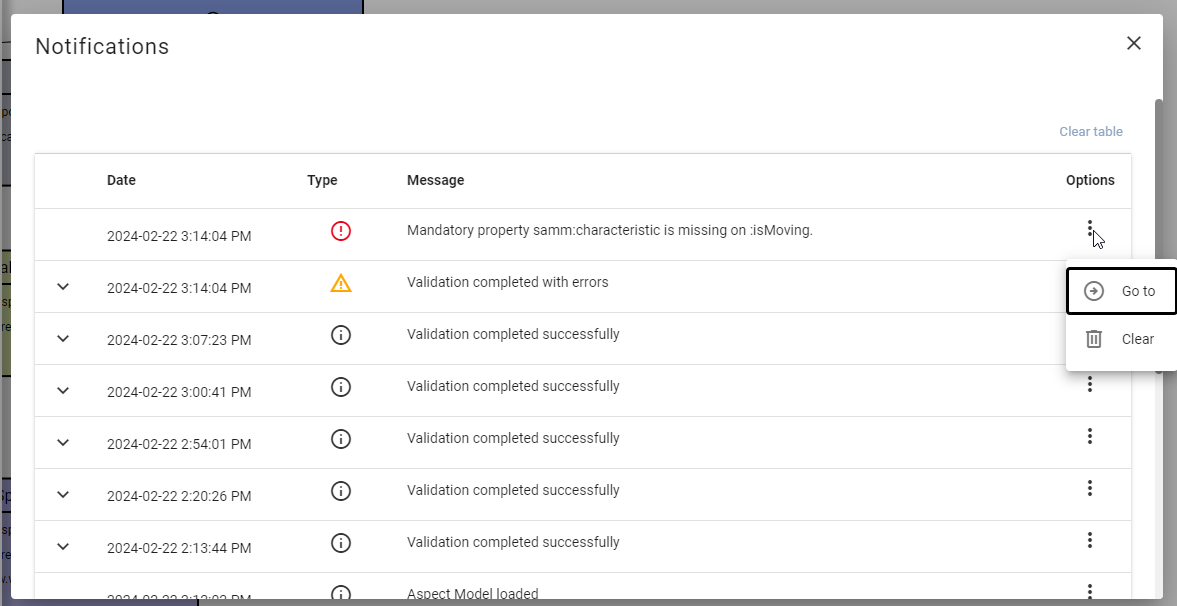 Notifications
Clear table
Date Type Message Options
2024-02-22 3:14:04 PM Mandatory property samm:characteristic is missing on :isMoving.
2024-02-22 3:14:04 PM Validation completed with errors
Go to
2024-02-22 3:07:23 PM Validation completed successfully
Clear
2024-02-22 3:00:41 PM Validation completed successfully
2024-02-22 2:54:01 PM Validation completed successfully
2024-02-22 2:20:26 PM Validation completed successfully
2024-02-22 2:13:44 PM Validation completed successfully
Aspect Model loaded